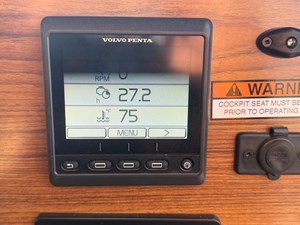 VOLVO PENTA
RPM 0
h 27.2
°F 75
MENU >
WARN
COCKPIT SEAT MUST BE
PRIOR TO OPERATING